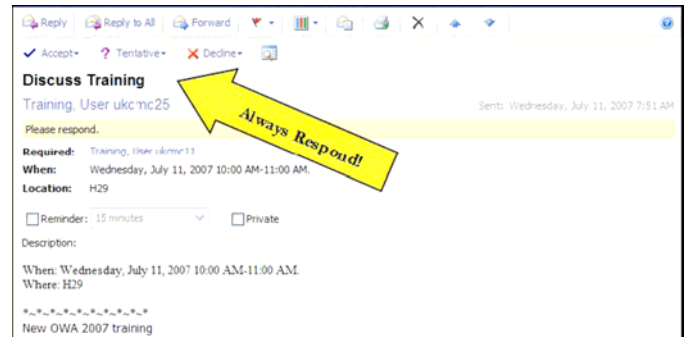 Reply Reply to All Forward
Accept ? Tentative Decline
Discuss Training
Training, User ukcmc25 Sent: Wednesday, July 11, 2007 7:51 AM
Always Respond!
Please respond.
Required: Training, User ukcmc11
When: Wednesday, July 11, 2007 10:00 AM-11:00 AM.
Location: H29
Reminder: 15 minutes Private
Description:
When: Wednesday, July 11, 2007 10:00 AM-11:00 AM.
Where: H29
*~*~*~*~*~*~*~*~*~*
New OWA 2007 training